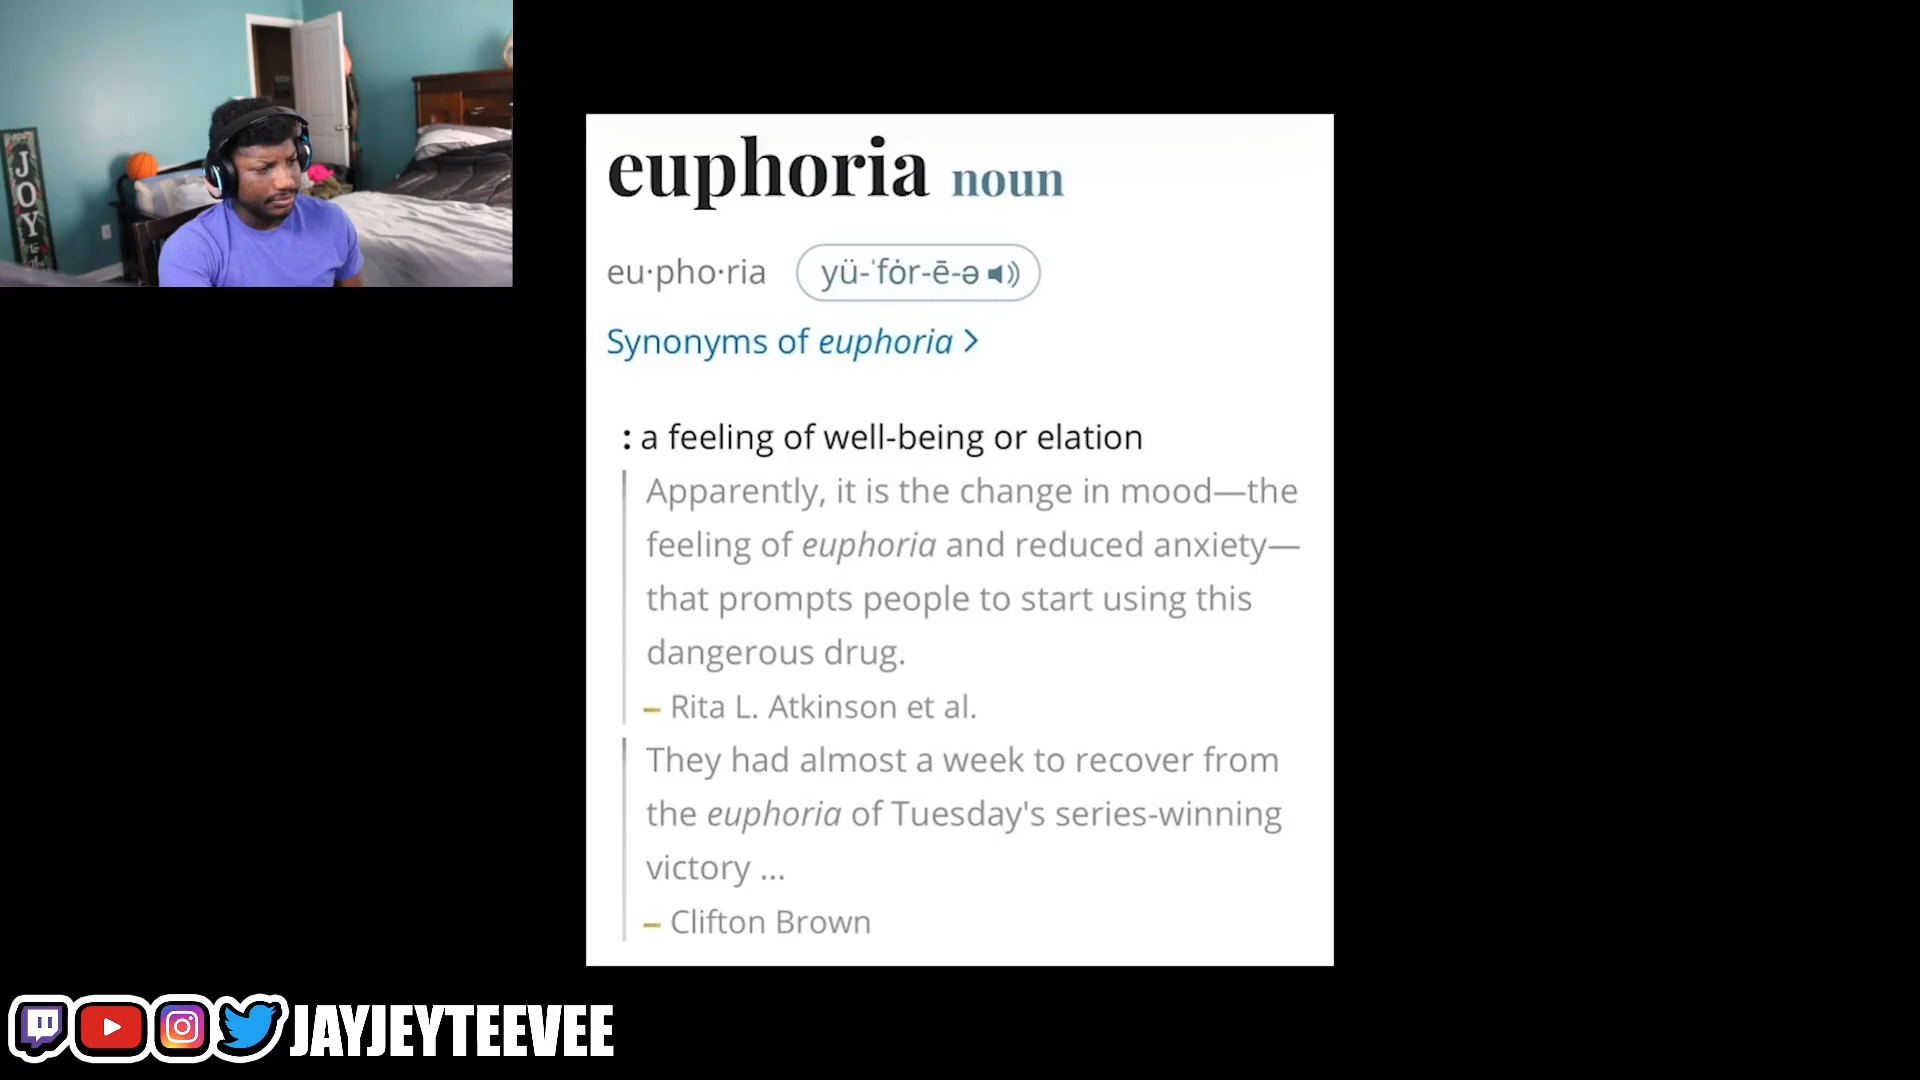 JOY
to
the
euphoria noun
eu·pho·ria yü-ˈfȯr-ē-ə
Synonyms of euphoria >
: a feeling of well-being or elation
Apparently, it is the change in mood—the
feeling of euphoria and reduced anxiety—
that prompts people to start using this
dangerous drug.
– Rita L. Atkinson et al.
They had almost a week to recover from
the euphoria of Tuesday's series-winning
victory ...
– Clifton Brown
JAYJEYTEEVEE